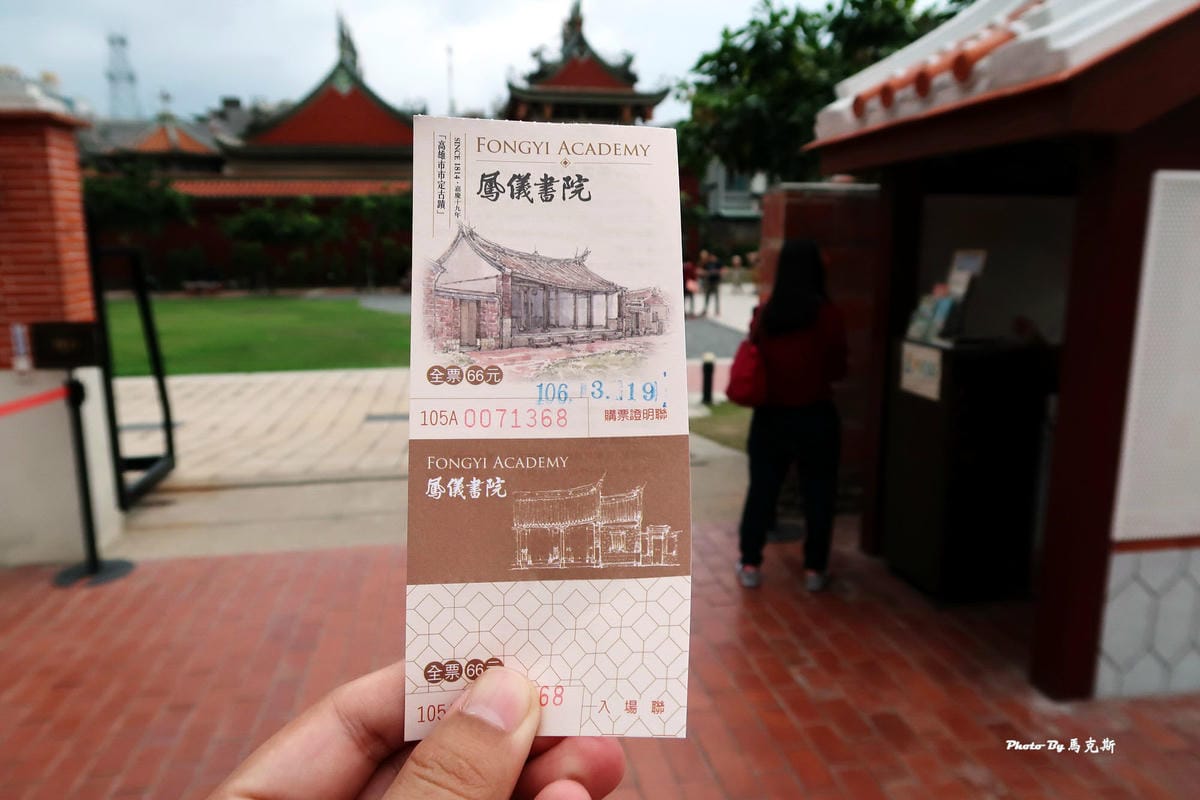 FONGYI ACADEMY
鳳儀書院
SINCE 1814・嘉慶十九年
「高雄市市定古蹟」
全票66元
106. 3. 19
105A 0071368
購票證明聯
FONGYI ACADEMY
鳳儀書院
全票66元
105 68
入場聯
Photo By 馬克斯